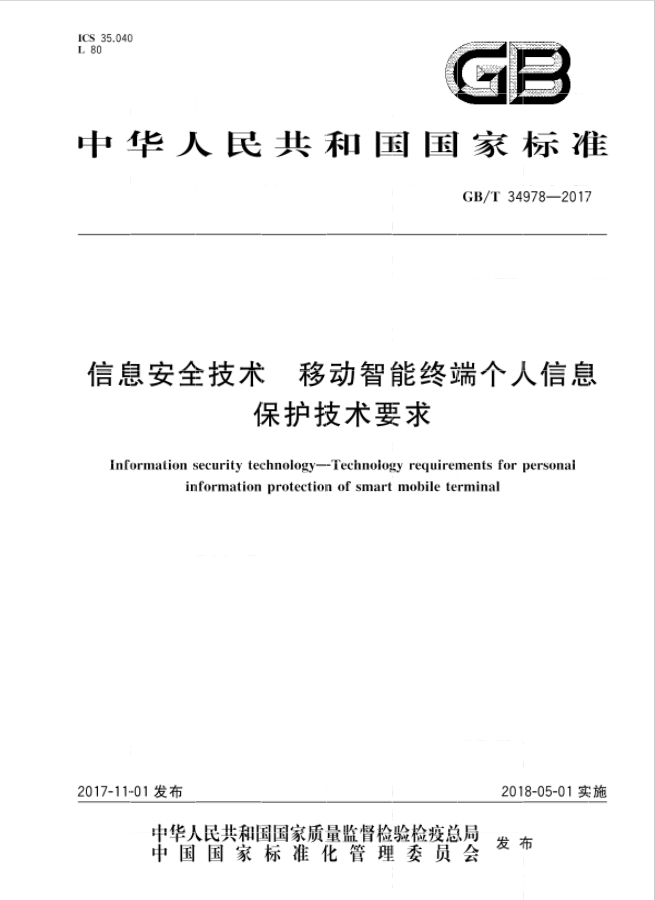 ICS 35.040
L 80
GB
中华人民共和国国家标准
GB/T 34978—2017
信息安全技术 移动智能终端个人信息
保护技术要求
Information security technology—Technology requirements for personal
information protection of smart mobile terminal
2017-11-01 发布
2018-05-01 实施
中华人民共和国国家质量监督检验检疫总局
中国国家标准化管理委员会
发布